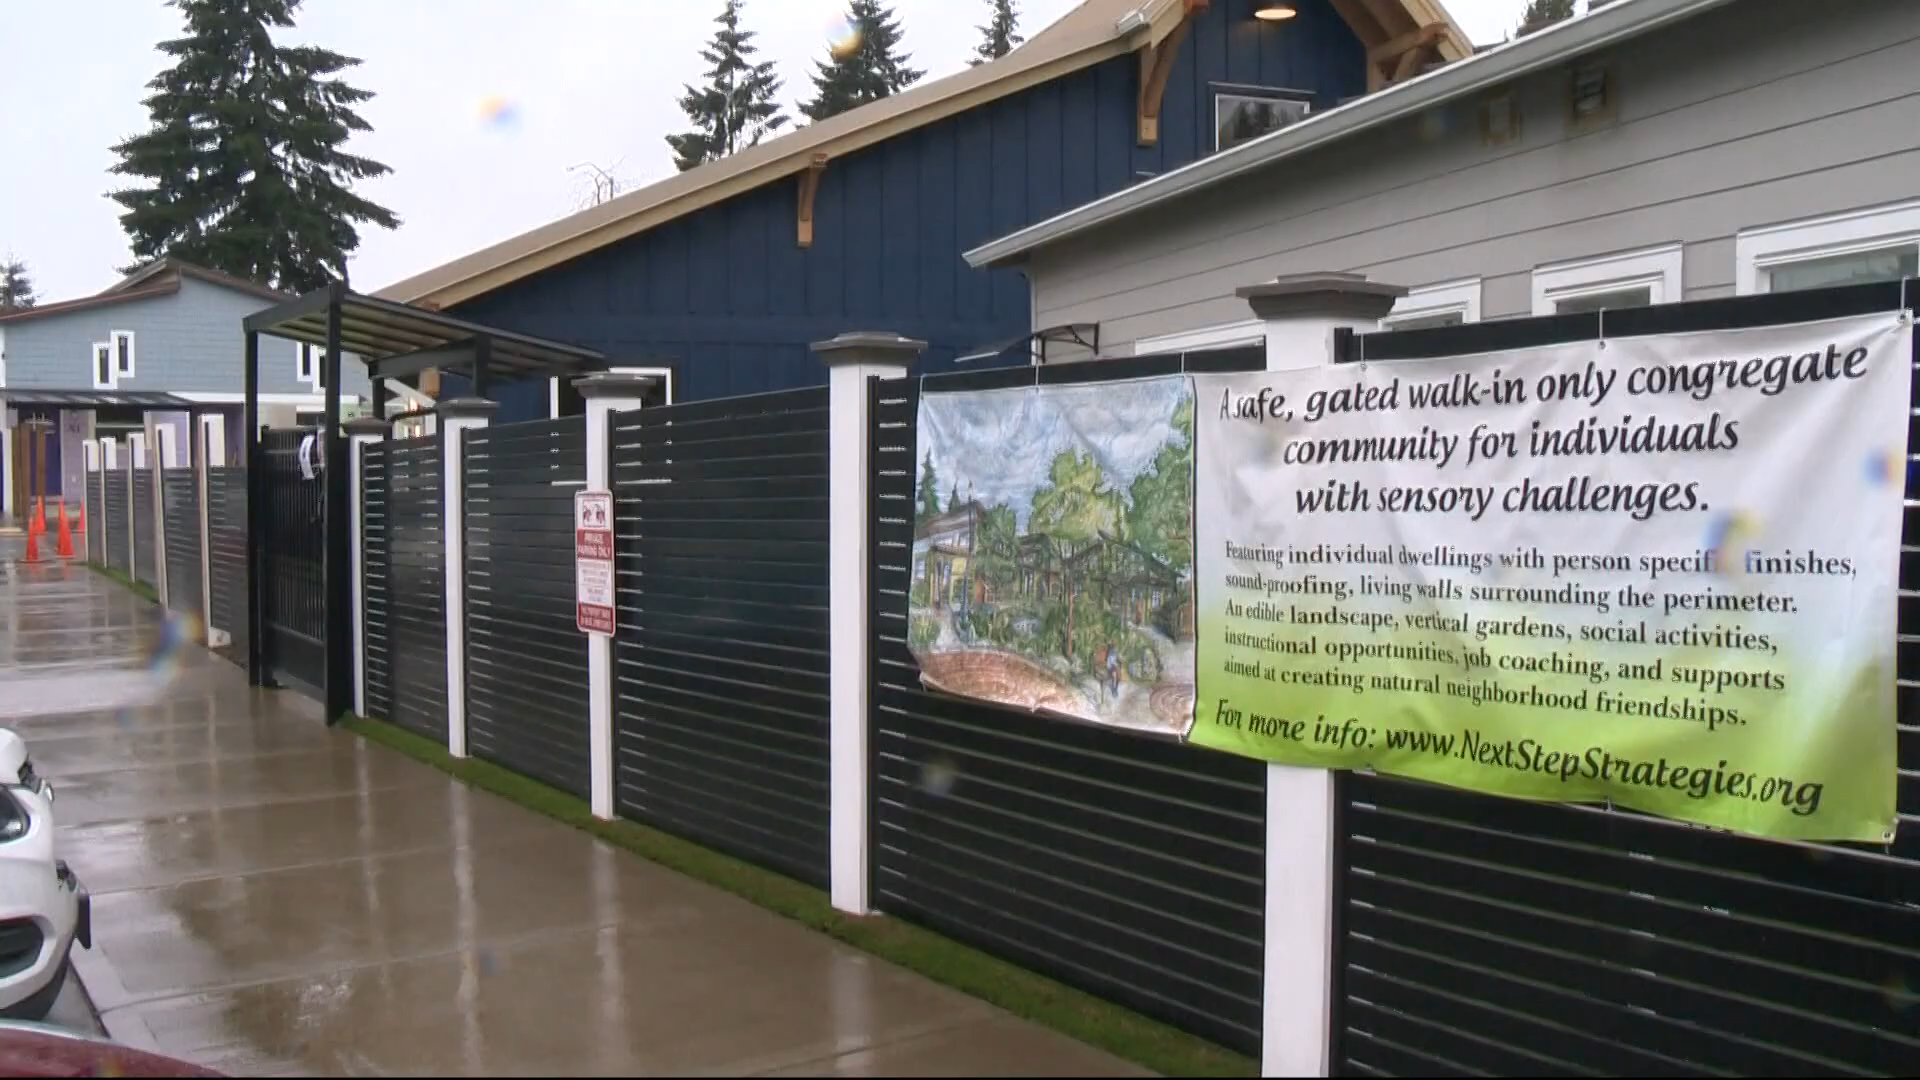 A safe, gated walk-in only congregate
community for individuals
with sensory challenges.
Featuring individual dwellings with person specific finishes,
sound-proofing, living walls surrounding the perimeter.
An edible landscape, vertical gardens, social activities,
instructional opportunities, job coaching, and supports
aimed at creating natural neighborhood friendships.
For more info: www.NextStepStrategies.org
PRIVATE
PARKING ONLY